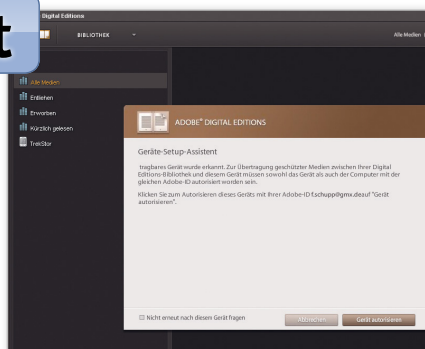 t
Digital Editions
BIBLIOTHEK
Alle Medien
Alle Medien
Entliehen
Erworben
Kürzlich gelesen
TrekStor
ADOBE® DIGITAL EDITIONS
Geräte-Setup-Assistent
tragbares Gerät wurde erkannt. Zur Übertragung geschützter Medien zwischen Ihrer Digital
Editions-Bibliothek und diesem Gerät müssen sowohl das Gerät als auch der Computer mit der
gleichen Adobe-ID autorisiert worden sein.
Klicken Sie zum Autorisieren dieses Geräts mit Ihrer Adobe-ID f.schupp@gmx.de auf "Gerät
autorisieren".
Nicht erneut nach diesem Gerät fragen
Abbrechen
Gerät autorisieren